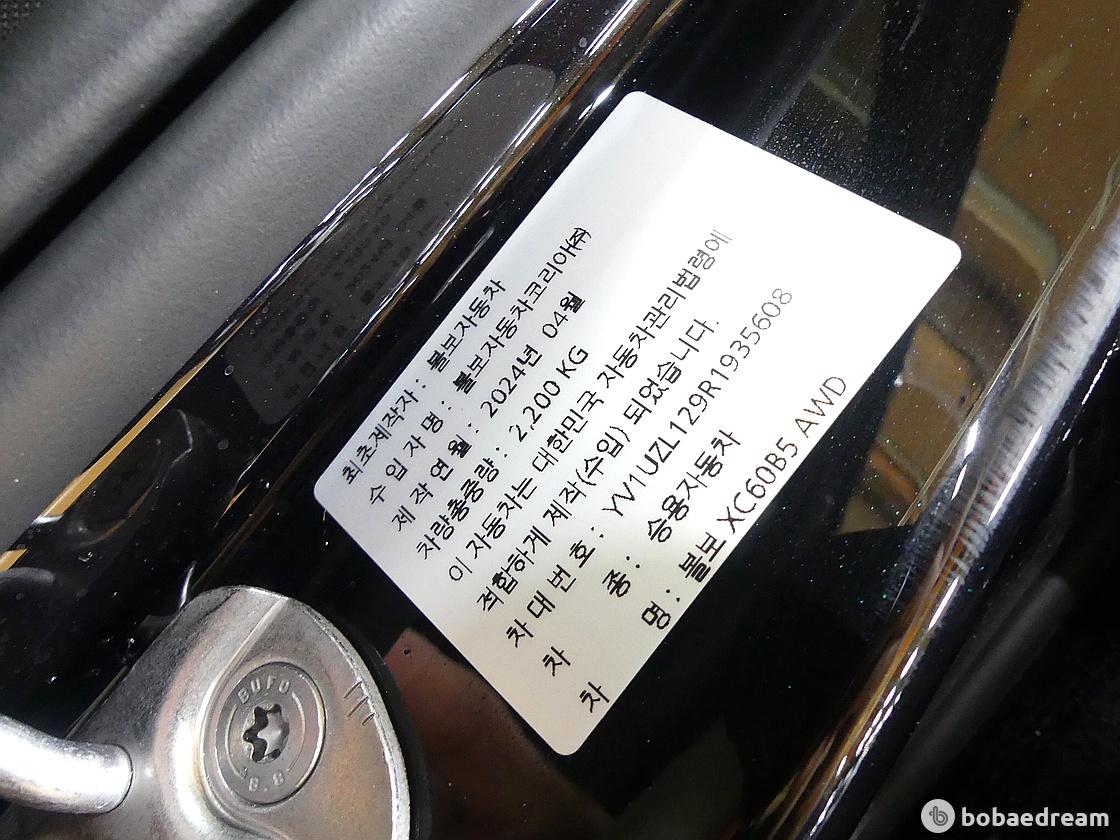 최초제작자 : 볼보자동차
수 입 자 명 : 볼보자동차코리아㈜
제 작 연 월 : 2024년 04월
차량총중량 : 2,200 KG
이 자동차는 대한민국 자동차관리법령에
적합하게 제작(수입) 되었습니다.
차 대 번 호 : YV1UZL129R1935608
차 종 : 승용자동차
차 명 : 볼보 XC60B5 AWD
BUFO
8.8
bobaedream